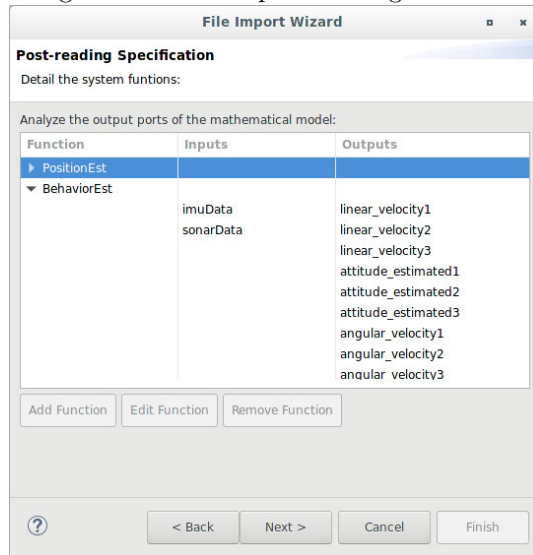 File Import Wizard
Post-reading Specification
Detail the system funtions:
Analyze the output ports of the mathematical model:
Function Inputs Outputs
PositionEst
BehaviorEst
imuData linear_velocity1
sonarData linear_velocity2
linear_velocity3
attitude_estimated1
attitude_estimated2
attitude_estimated3
angular_velocity1
angular_velocity2
angular_velocity3
Add Function Edit Function Remove Function
? < Back Next > Cancel Finish